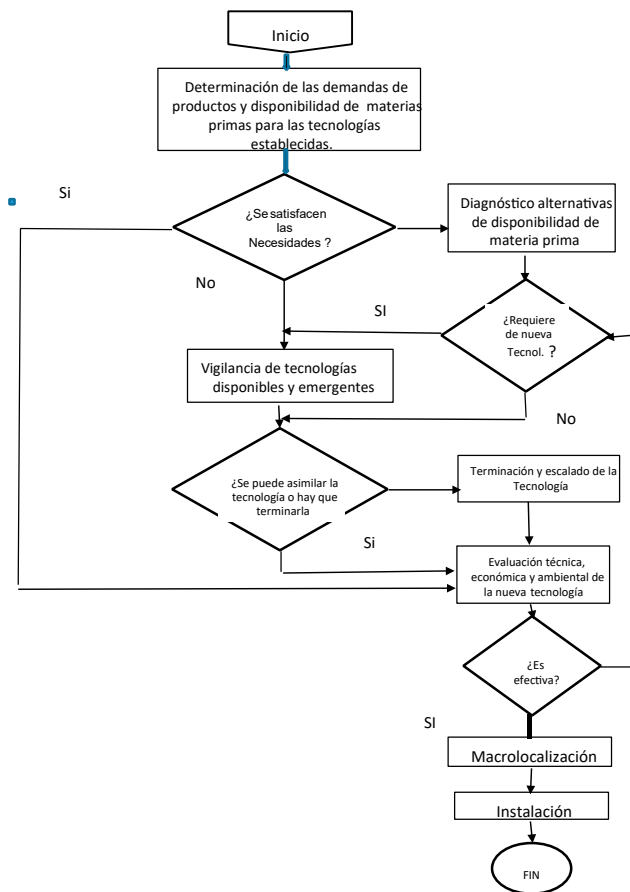 Inicio
Determinación de las demandas de
productos y disponibilidad de materias
primas para las tecnologías
establecidas.
Si
¿Se satisfacen
las
Necesidades ?
Diagnóstico alternativas
de disponibilidad de
materia prima
No
SI
¿Requiere
de nueva
Tecnol. ?
Vigilancia de tecnologías
disponibles y emergentes
No
¿Se puede asimilar la
tecnología o hay que
terminarla
Terminación y escalado de la
Tecnología
Si
Evaluación técnica,
económica y ambiental de
la nueva tecnología
¿Es
efectiva?
SI
Macrolocalización
Instalación
FIN